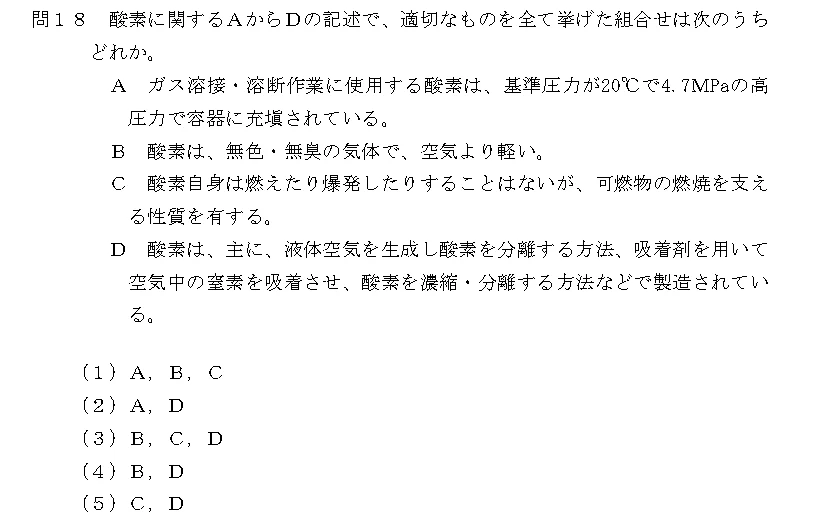 問１８　酸素に関するＡからＤの記述で、適切なものを全て挙げた組合せは次のうち
どれか。
Ａ　ガス溶接・溶断作業に使用する酸素は、基準圧力が20℃で4.7MPaの高
圧力で容器に充塡されている。
Ｂ　酸素は、無色・無臭の気体で、空気より軽い。
Ｃ　酸素自身は燃えたり爆発したりすることはないが、可燃物の燃焼を支え
る性質を有する。
Ｄ　酸素は、主に、液体空気を生成し酸素を分離する方法、吸着剤を用いて
空気中の窒素を吸着させ、酸素を濃縮・分離する方法などで製造されてい
る。
（１）Ａ，Ｂ，Ｃ
（２）Ａ，Ｄ
（３）Ｂ，Ｃ，Ｄ
（４）Ｂ，Ｄ
（５）Ｃ，Ｄ